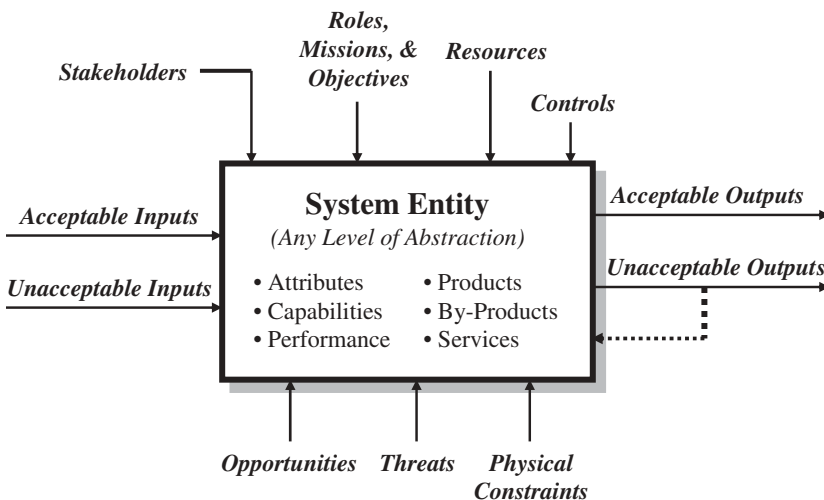 Roles,
Missions, &
Objectives
Stakeholders
Resources
Controls
Acceptable Inputs
Unacceptable Inputs
System Entity
(Any Level of Abstraction)
• Attributes
• Capabilities
• Performance
• Products
• By-Products
• Services
Acceptable Outputs
Unacceptable Outputs
Opportunities
Threats
Physical
Constraints